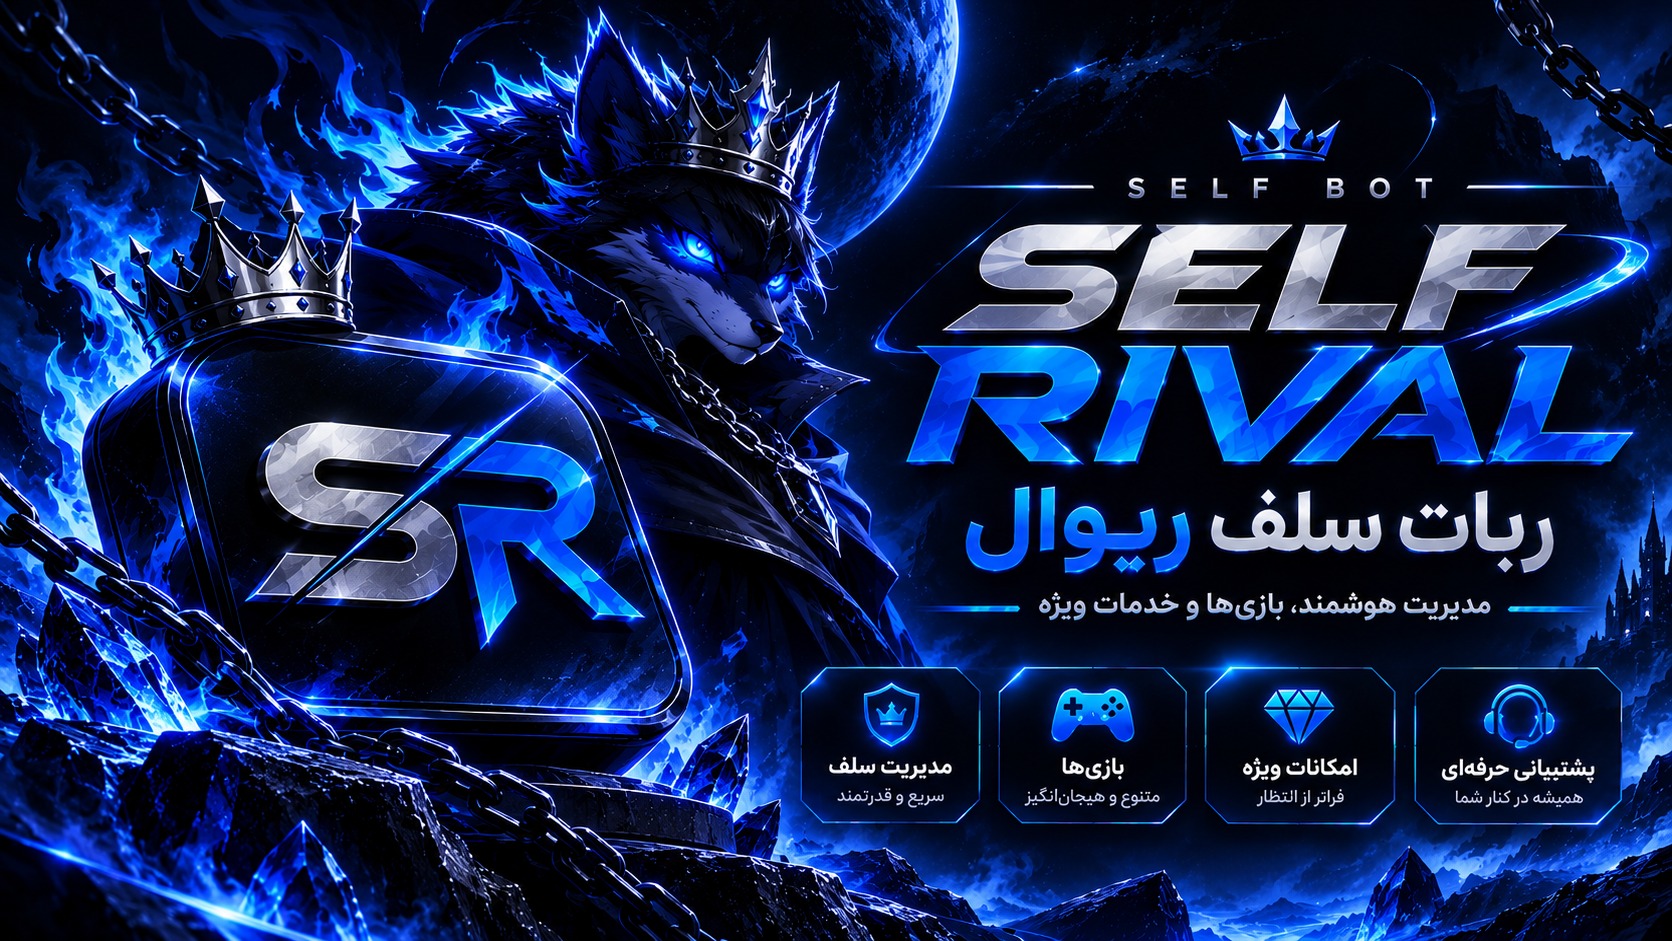 SR
SELF BOT
SELF
RIVAL
ربات سلف ریوال
مدیریت هوشمند، بازی‌ها و خدمات ویژه
پشتیبانی حرفه‌ای
همیشه در کنار شما
امکانات ویژه
فراتر از التظار
بازی‌ها
متنوع و هیجان‌انگیز
مدیریت سلف
سریع و قدرتمند